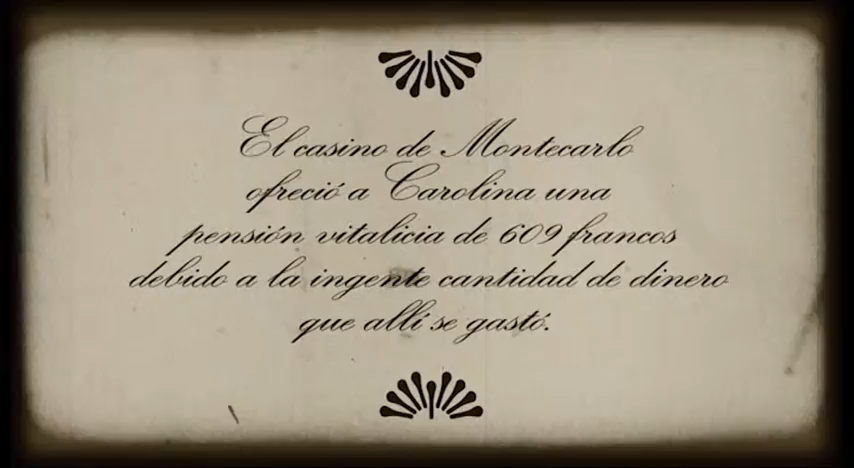 El casino de Montecarlo
ofreció a Carolina una
pensión vitalicia de 609 francos
debido a la ingente cantidad de dinero
que allí se gastó.